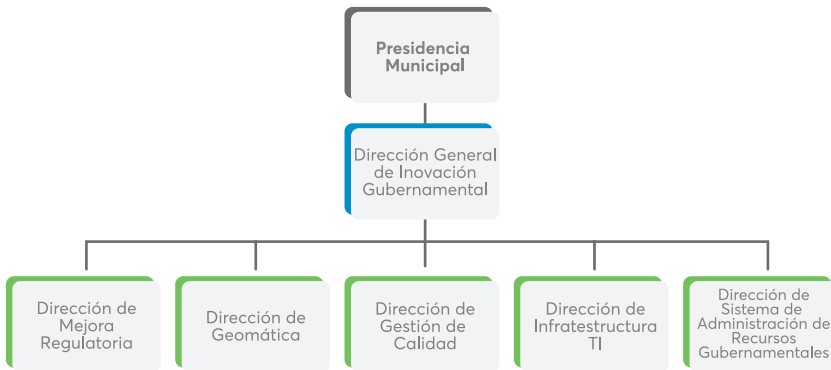 Presidencia
Municipal
Dirección General
de Inovación
Gubernamental
Dirección de
Mejora
Regulatoria
Dirección de
Geomática
Dirección de
Gestión de
Calidad
Dirección de
Infratestructura
TI
Dirección de
Sistema de
Administración de
Recursos
Gubernamentales